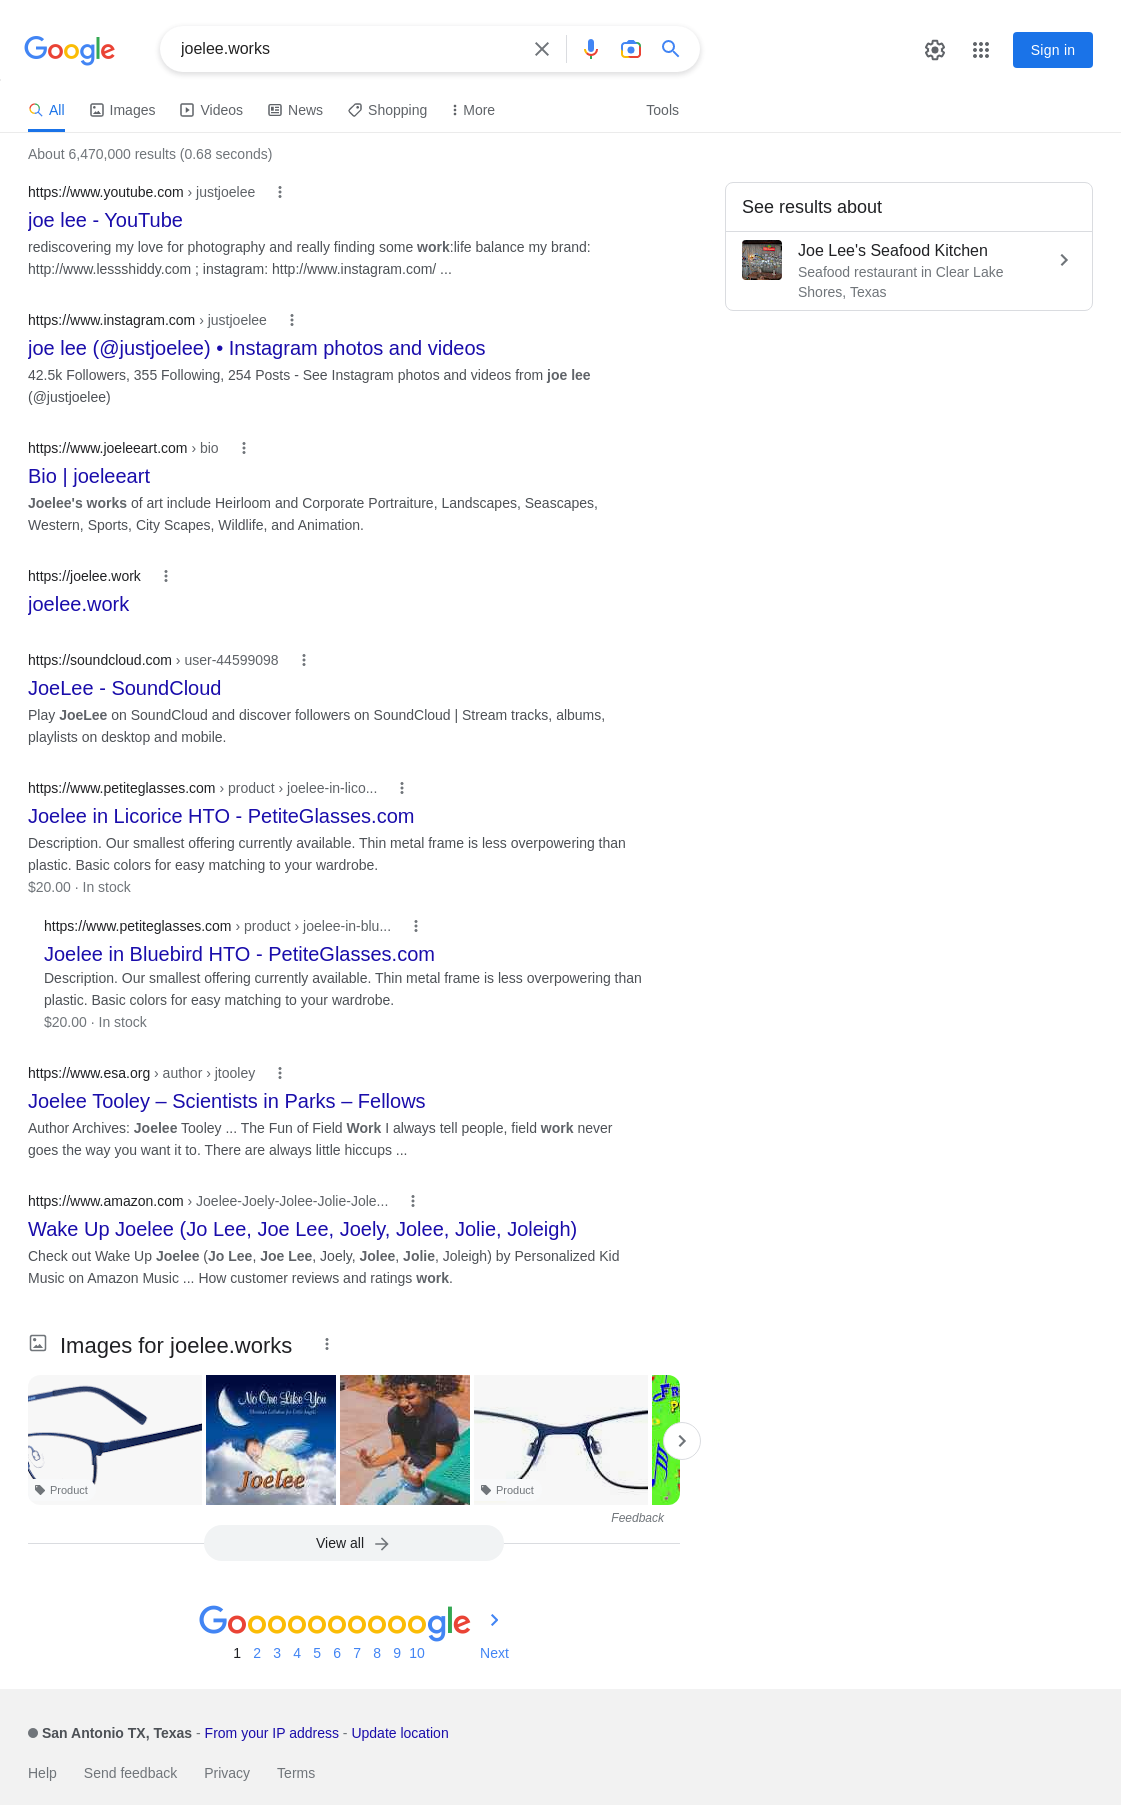 Google
joelee.works
Sign in
All
Images
Videos
News
Shopping
More
Tools
About 6,470,000 results (0.68 seconds)
https://www.youtube.com › justjoelee
joe lee - YouTube
rediscovering my love for photography and really finding some work:life balance my brand:
http://www.lessshiddy.com ; instagram: http://www.instagram.com/ ...
See results about
Joe Lee's Seafood Kitchen
Seafood restaurant in Clear Lake
Shores, Texas
https://www.instagram.com › justjoelee
joe lee (@justjoelee) • Instagram photos and videos
42.5k Followers, 355 Following, 254 Posts - See Instagram photos and videos from joe lee
(@justjoelee)
https://www.joeleeart.com › bio
Bio | joeleeart
Joelee's works of art include Heirloom and Corporate Portraiture, Landscapes, Seascapes,
Western, Sports, City Scapes, Wildlife, and Animation.
https://joelee.work
joelee.work
https://soundcloud.com › user-44599098
JoeLee - SoundCloud
Play JoeLee on SoundCloud and discover followers on SoundCloud | Stream tracks, albums,
playlists on desktop and mobile.
https://www.petiteglasses.com › product › joelee-in-lico...
Joelee in Licorice HTO - PetiteGlasses.com
Description. Our smallest offering currently available. Thin metal frame is less overpowering than
plastic. Basic colors for easy matching to your wardrobe.
$20.00 · In stock
https://www.petiteglasses.com › product › joelee-in-blu...
Joelee in Bluebird HTO - PetiteGlasses.com
Description. Our smallest offering currently available. Thin metal frame is less overpowering than
plastic. Basic colors for easy matching to your wardrobe.
$20.00 · In stock
https://www.esa.org › author › jtooley
Joelee Tooley – Scientists in Parks – Fellows
Author Archives: Joelee Tooley ... The Fun of Field Work I always tell people, field work never
goes the way you want it to. There are always little hiccups ...
https://www.amazon.com › Joelee-Joely-Jolee-Jolie-Jole...
Wake Up Joelee (Jo Lee, Joe Lee, Joely, Jolee, Jolie, Joleigh)
Check out Wake Up Joelee (Jo Lee, Joe Lee, Joely, Jolee, Jolie, Joleigh) by Personalized Kid
Music on Amazon Music ... How customer reviews and ratings work.
Images for joelee.works
No One Like You
Joelee
Product
Product
Feedback
View all
Goooooooooogle
1 2 3 4 5 6 7 8 9 10 Next
San Antonio TX, Texas - From your IP address - Update location
Help Send feedback Privacy Terms